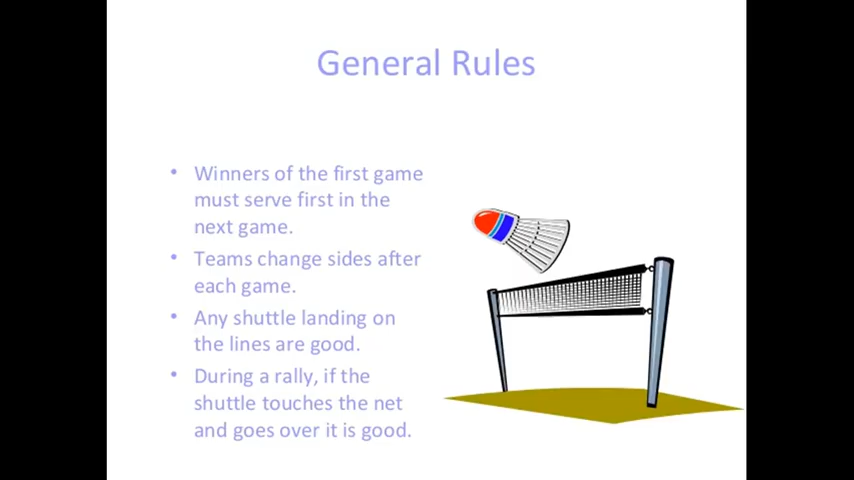 General Rules
• Winners of the first game
must serve first in the
next game.
• Teams change sides after
each game.
• Any shuttle landing on
the lines are good.
• During a rally, if the
shuttle touches the net
and goes over it is good.